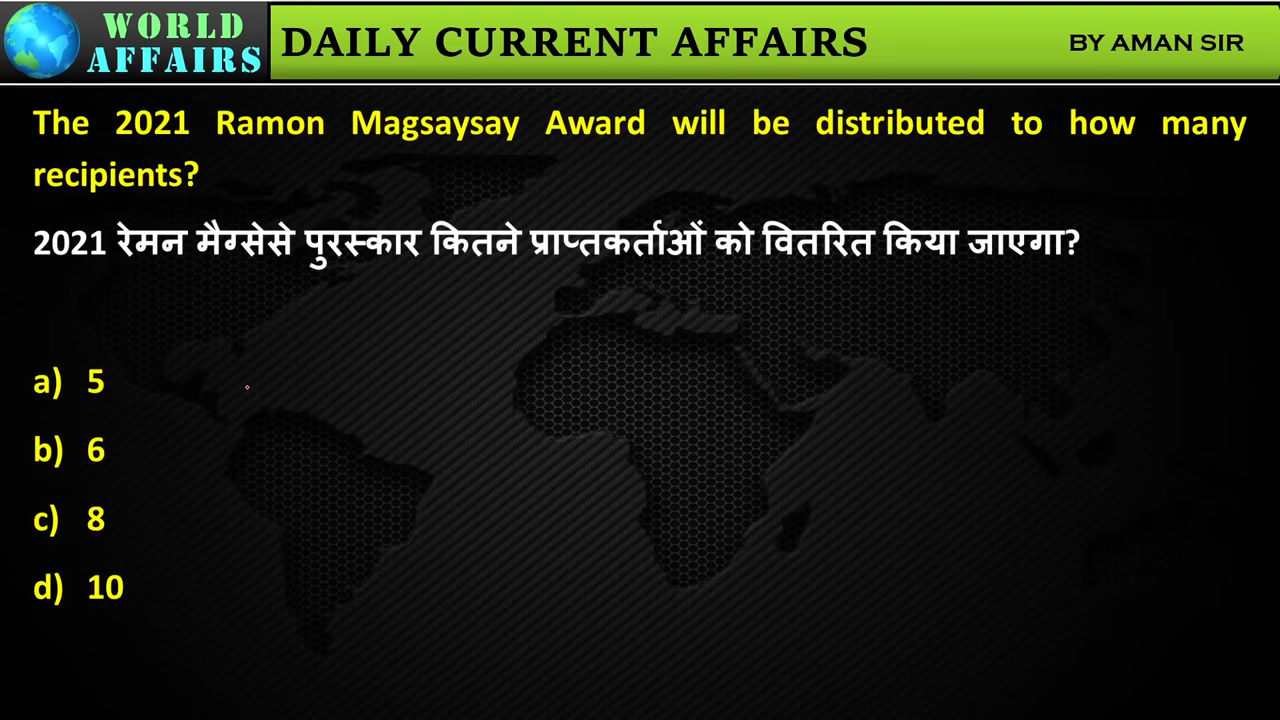 WORLD
AFFAIRS
DAILY CURRENT AFFAIRS
BY AMAN SIR
The 2021 Ramon Magsaysay Award will be distributed to how many
recipients?
2021 रेमन मैग्सेसे पुरस्कार कितने प्राप्तकर्ताओं को वितरित किया जाएगा?
a) 5
b) 6
c) 8
d) 10